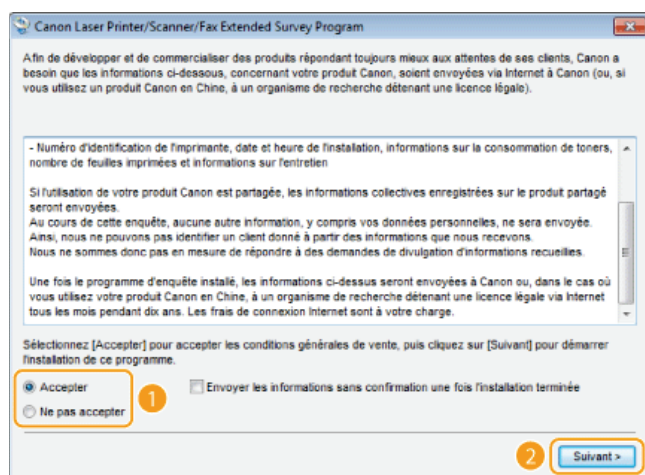 Canon Laser Printer/Scanner/Fax Extended Survey Program
Afin de développer et de commercialiser des produits répondant toujours mieux aux attentes de ses clients, Canon a
besoin que les informations ci-dessous, concernant votre produit Canon, soient envoyées via Internet à Canon (ou, si
vous utilisez un produit Canon en Chine, à un organisme de recherche détenant une licence légale).
- Numéro d'identification de l'imprimante, date et heure de l'installation, informations sur la consommation de toners,
nombre de feuilles imprimées et informations sur l'entretien
Si l'utilisation de votre produit Canon est partagée, les informations collectives enregistrées sur le produit partagé
seront envoyées.
Au cours de cette enquête, aucune autre information, y compris vos données personnelles, ne sera envoyée.
Ainsi, nous ne pouvons pas identifier un client donné à partir des informations que nous recevons.
Nous ne sommes donc pas en mesure de répondre à des demandes de divulgation d'informations recueillies.
Une fois le programme d'enquête installé, les informations ci-dessus seront envoyées à Canon ou, dans le cas où
vous utilisez votre produit Canon en Chine, à un organisme de recherche détenant une licence légale via Internet
tous les mois pendant dix ans. Les frais de connexion Internet sont à votre charge.
Sélectionnez [Accepter] pour accepter les conditions générales de vente, puis cliquez sur [Suivant] pour démarrer
l'installation de ce programme.
Accepter
Envoyer les informations sans confirmation une fois l'installation terminée
Ne pas accepter
1
2
Suivant >